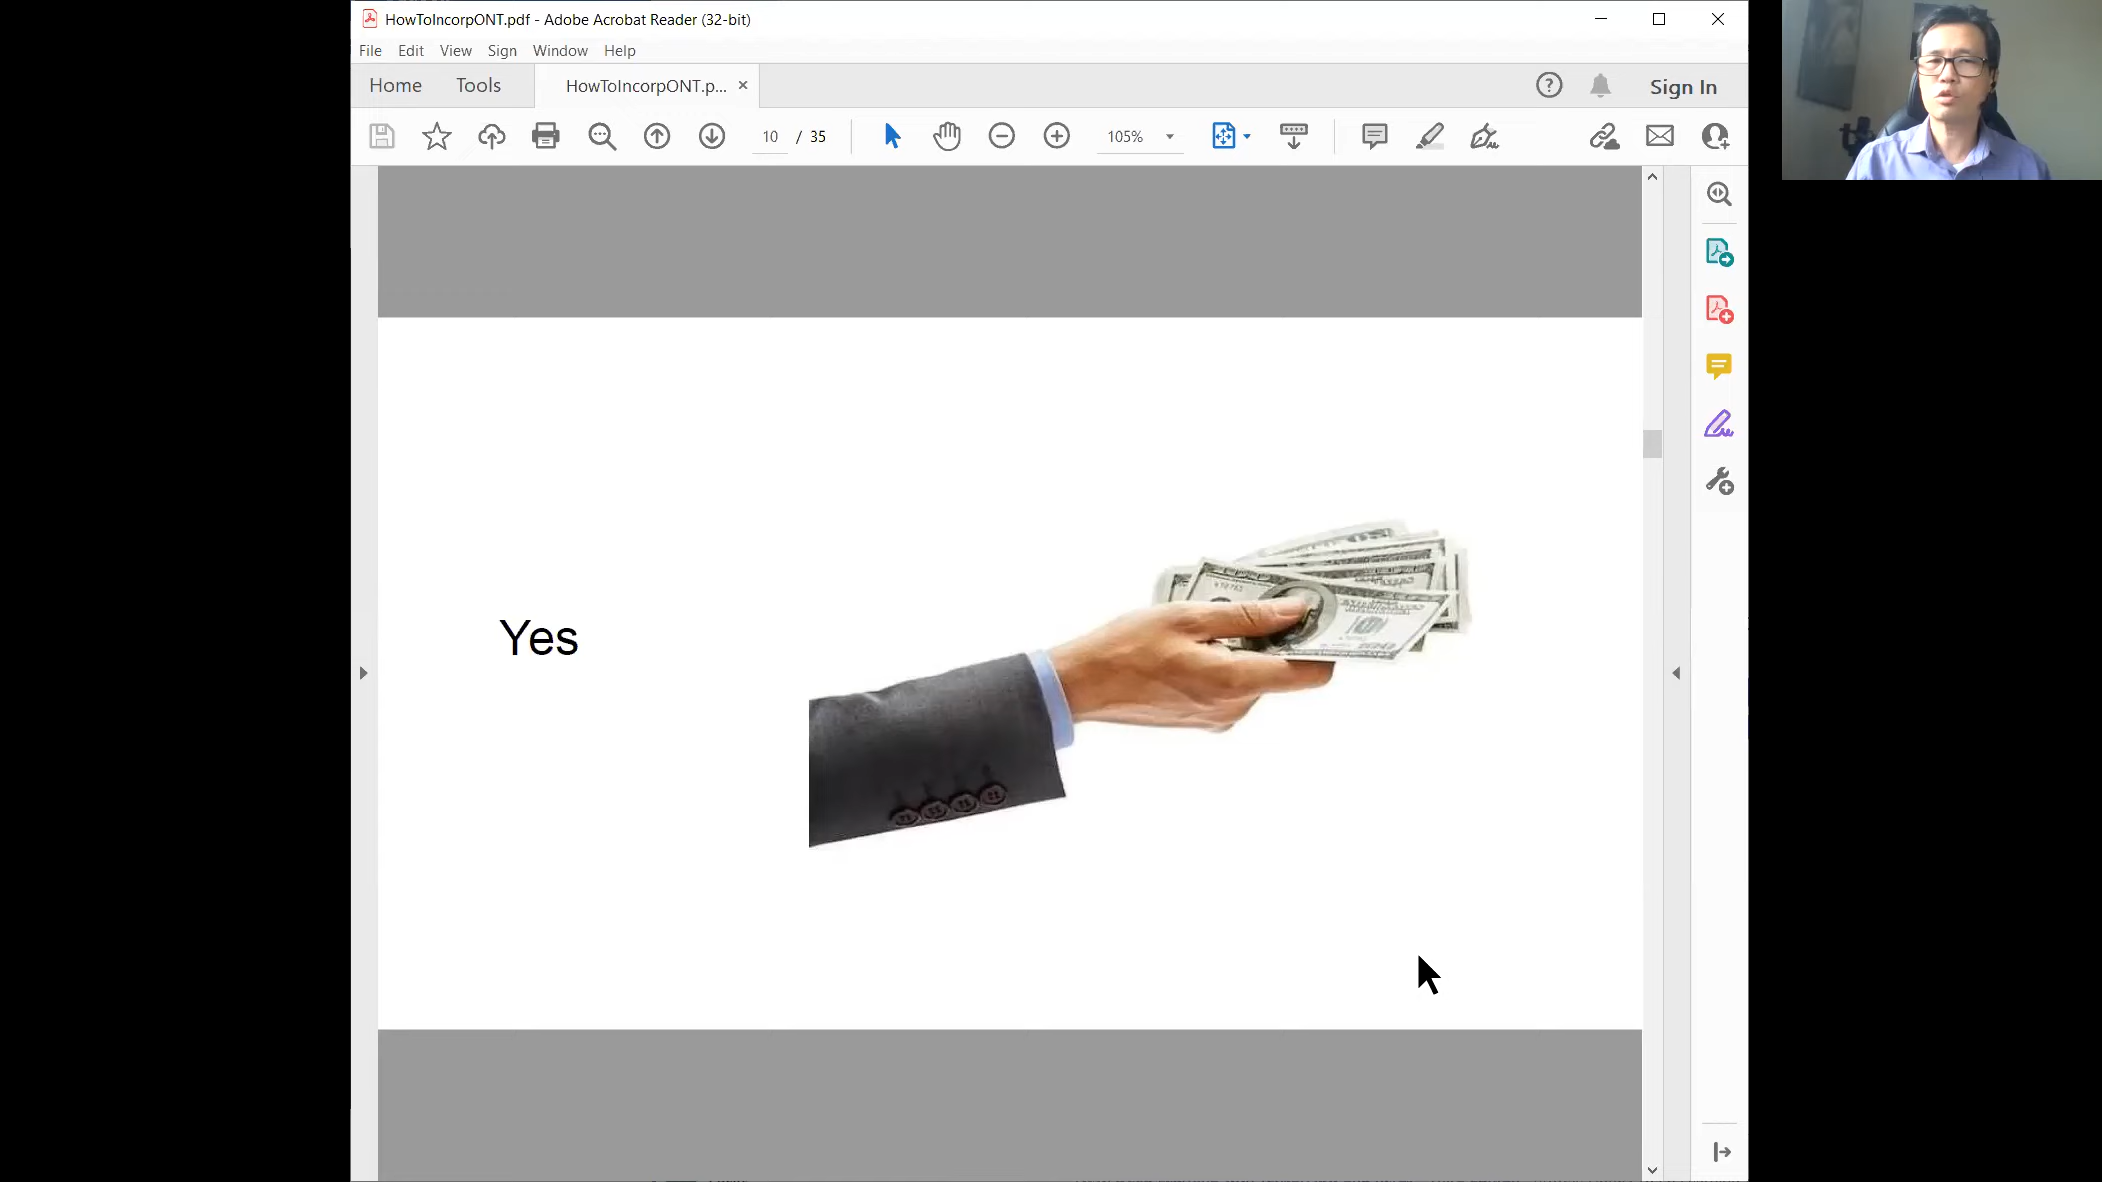 HowToIncorpONT.pdf - Adobe Acrobat Reader (32-bit)
File Edit View Sign Window Help
Home Tools HowToIncorpONT.p... Sign In
10 / 35 105%
Yes